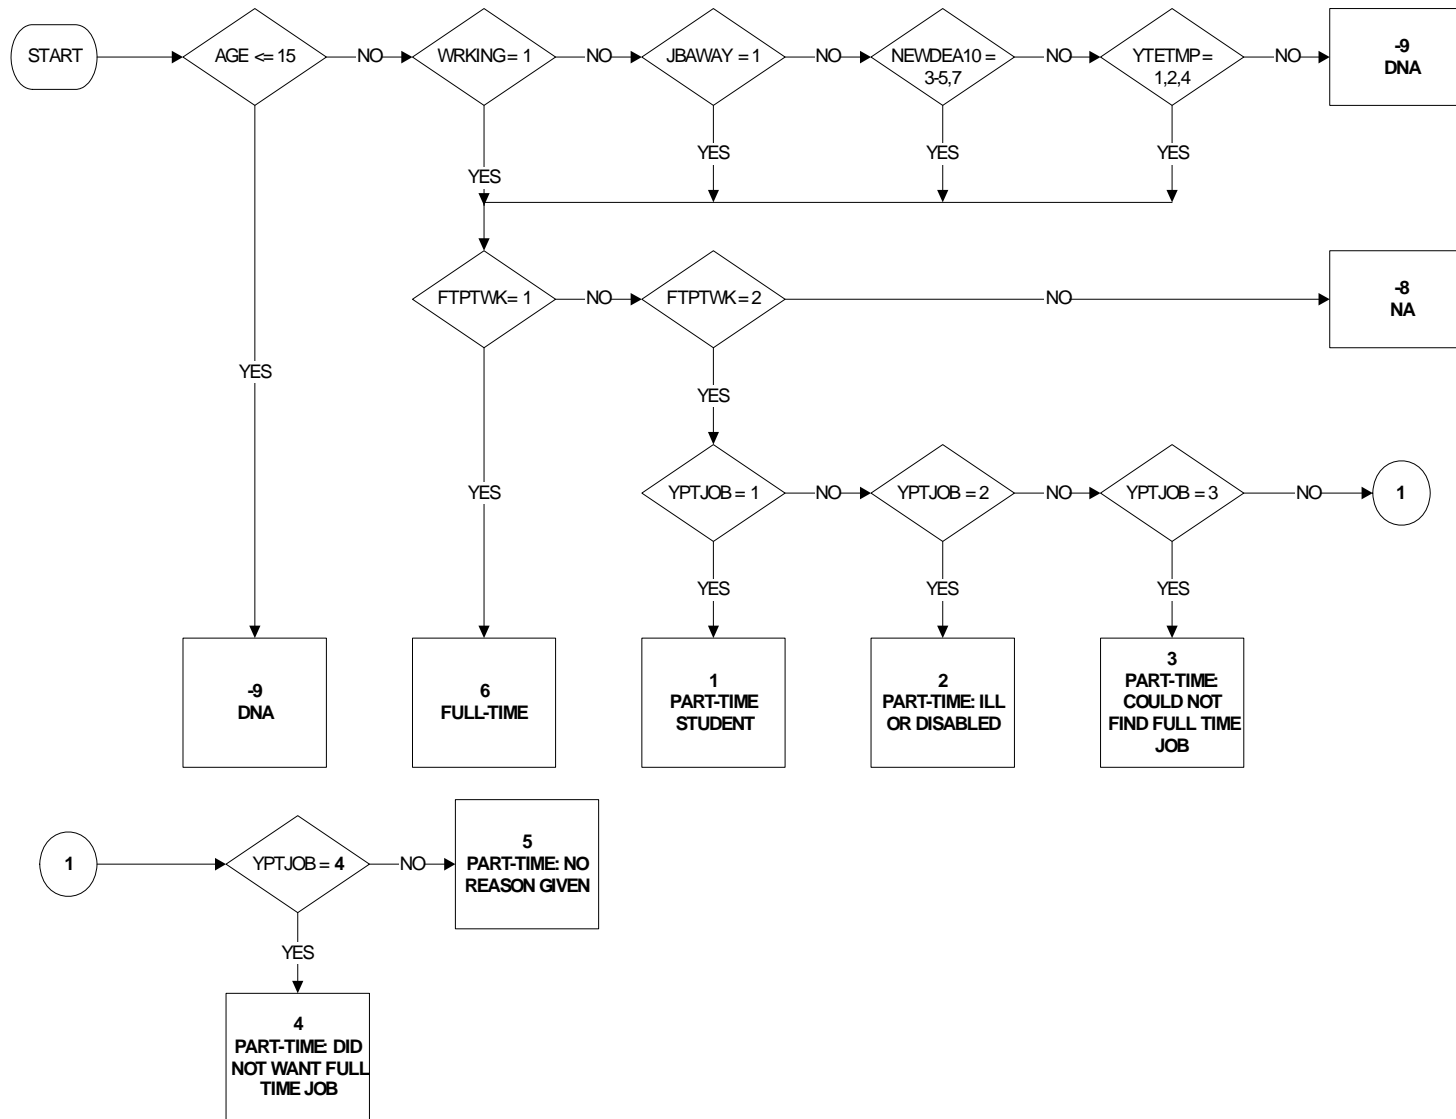 START
AGE <= 15
NO
WRKING = 1
NO
JBAWAY = 1
NO
NEWDEA10 =
3-5,7
NO
YTETMP =
1,2,4
NO
-9
DNA
YES
YES
YES
YES
FTPTWK = 1
NO
FTPTWK = 2
NO
-8
NA
YES
YES
YES
YPTJOB = 1
NO
YPTJOB = 2
NO
YPTJOB = 3
NO
1
YES
YES
YES
-9
DNA
6
FULL-TIME
1
PART-TIME
STUDENT
2
PART-TIME: ILL
OR DISABLED
3
PART-TIME:
COULD NOT
FIND FULL TIME
JOB
1
YPTJOB = 4
NO
5
PART-TIME: NO
REASON GIVEN
YES
4
PART-TIME: DID
NOT WANT FULL
TIME JOB